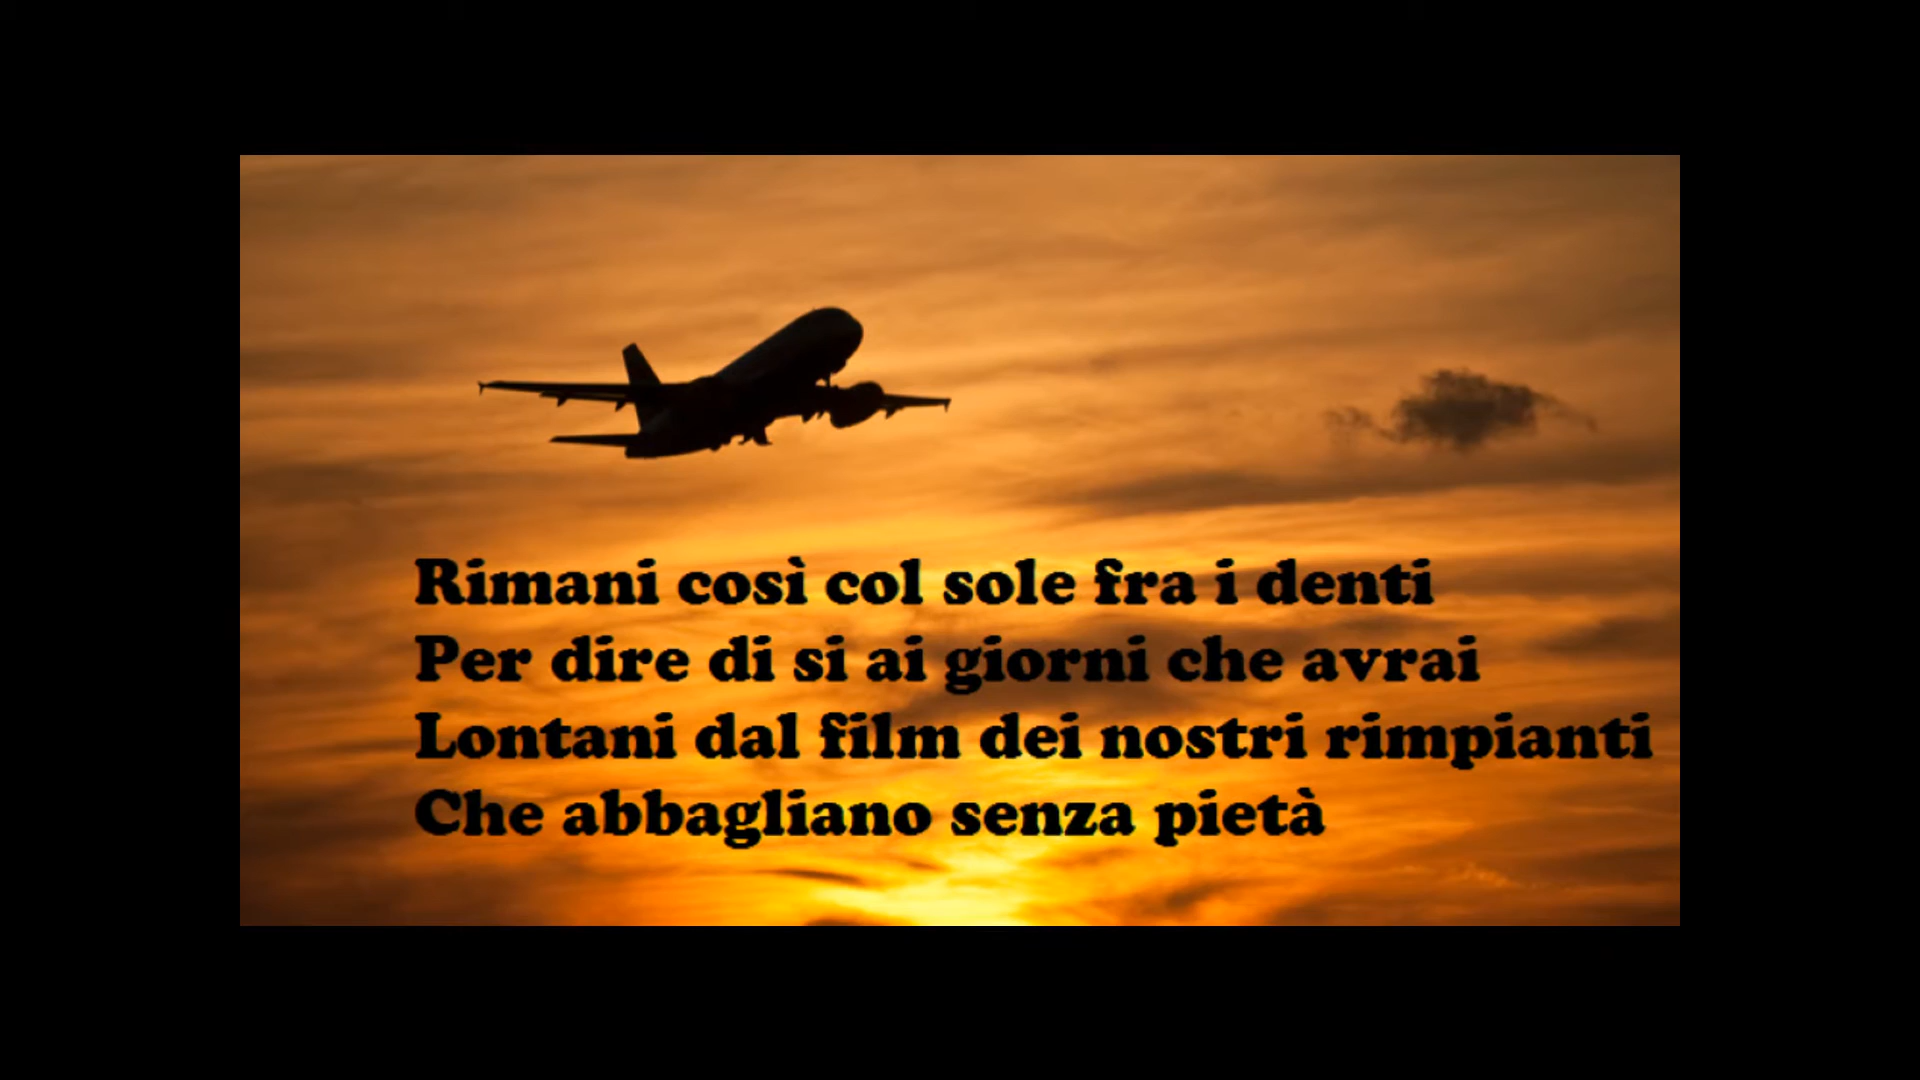 Rimani così col sole fra i denti
Per dire di si ai giorni che avrai
Lontani dal film dei nostri rimpianti
Che abbagliano senza pietà